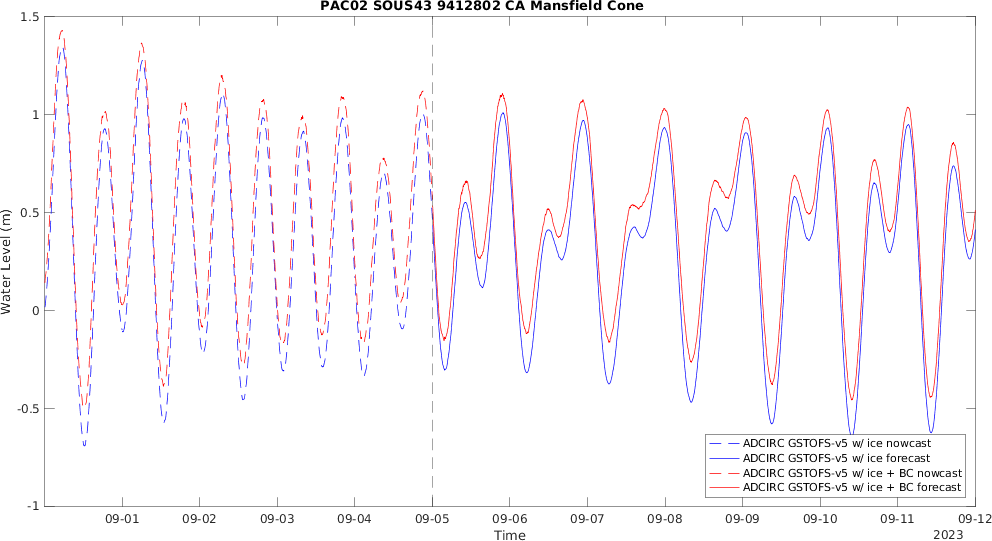 PAC02 SOUS43 9412802 CA Mansfield Cone
1.5
1
0.5
0
-0.5
-1
Water Level (m)
ADCIRC GSTOFS-v5 w/ ice nowcast
ADCIRC GSTOFS-v5 w/ ice forecast
ADCIRC GSTOFS-v5 w/ ice + BC nowcast
ADCIRC GSTOFS-v5 w/ ice + BC forecast
09-01 09-02 09-03 09-04 09-05 09-06 09-07 09-08 09-09 09-10 09-11 09-12
Time
2023